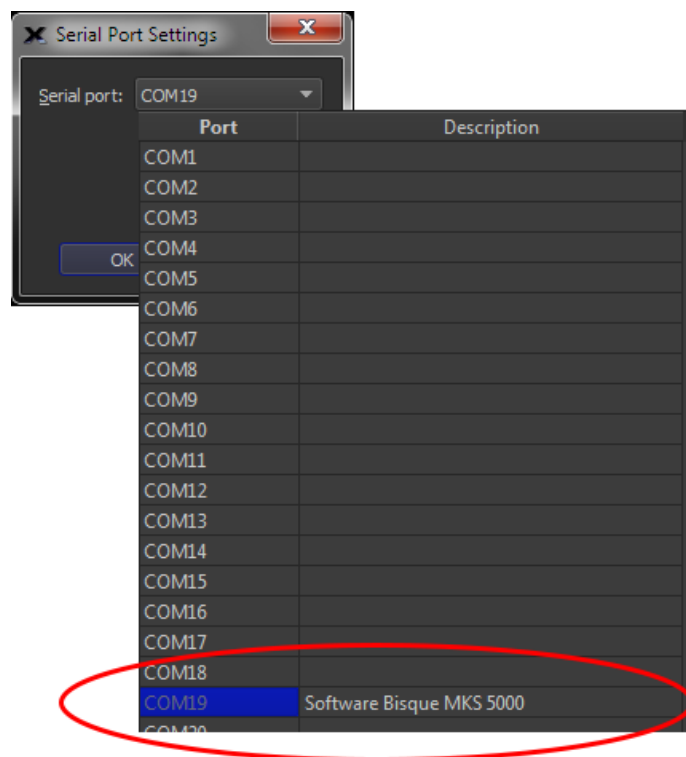 Serial Port Settings
Serial port: COM19
Port Description
COM1
COM2
COM3
COM4
OK
COM5
COM6
COM7
COM8
COM9
COM10
COM11
COM12
COM13
COM14
COM15
COM16
COM17
COM18
COM19 Software Bisque MKS 5000
COM20